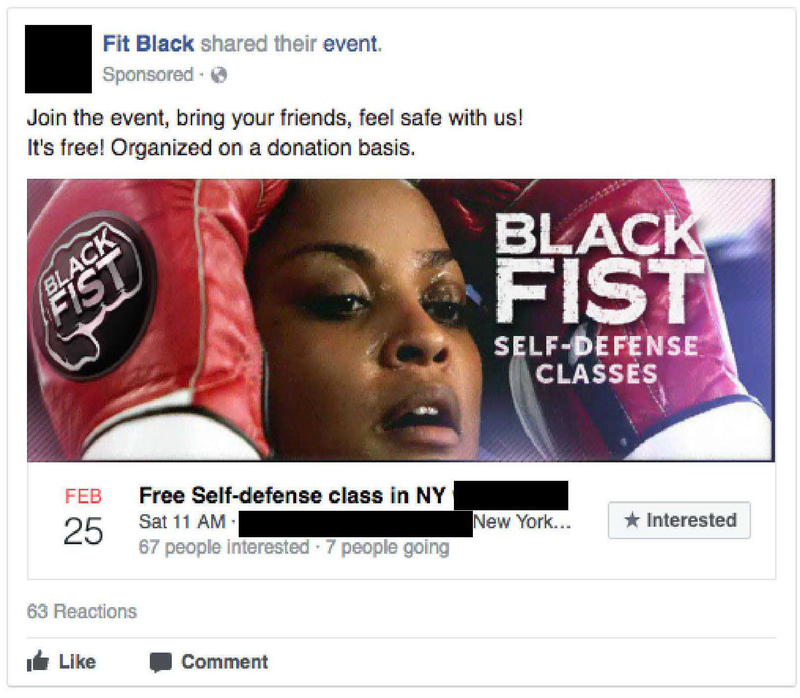 Fit Black shared their event.
Sponsored ·
Join the event, bring your friends, feel safe with us!
It's free! Organized on a donation basis.
BLACK
FIST
BLACK
FIST
SELF-DEFENSE
CLASSES
FEB
25
Free Self-defense class in NY
Sat 11 AM · New York...
67 people interested · 7 people going
★ Interested
63 Reactions
Like Comment